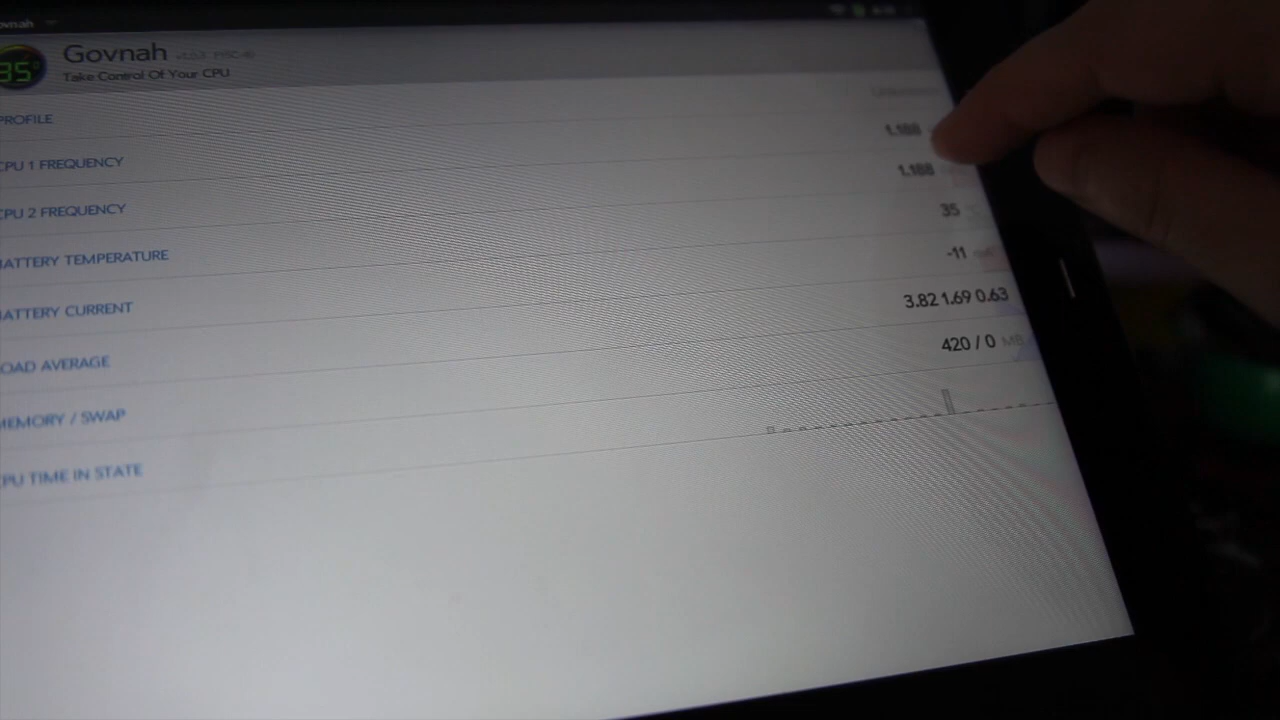 Govnah
35°
Take Control Of Your CPU
PROFILE
CPU 1 FREQUENCY 1.188
CPU 2 FREQUENCY 1.188
BATTERY TEMPERATURE 35
BATTERY CURRENT -11
LOAD AVERAGE 3.82 1.69 0.63
MEMORY / SWAP 420 / 0 MB
CPU TIME IN STATE